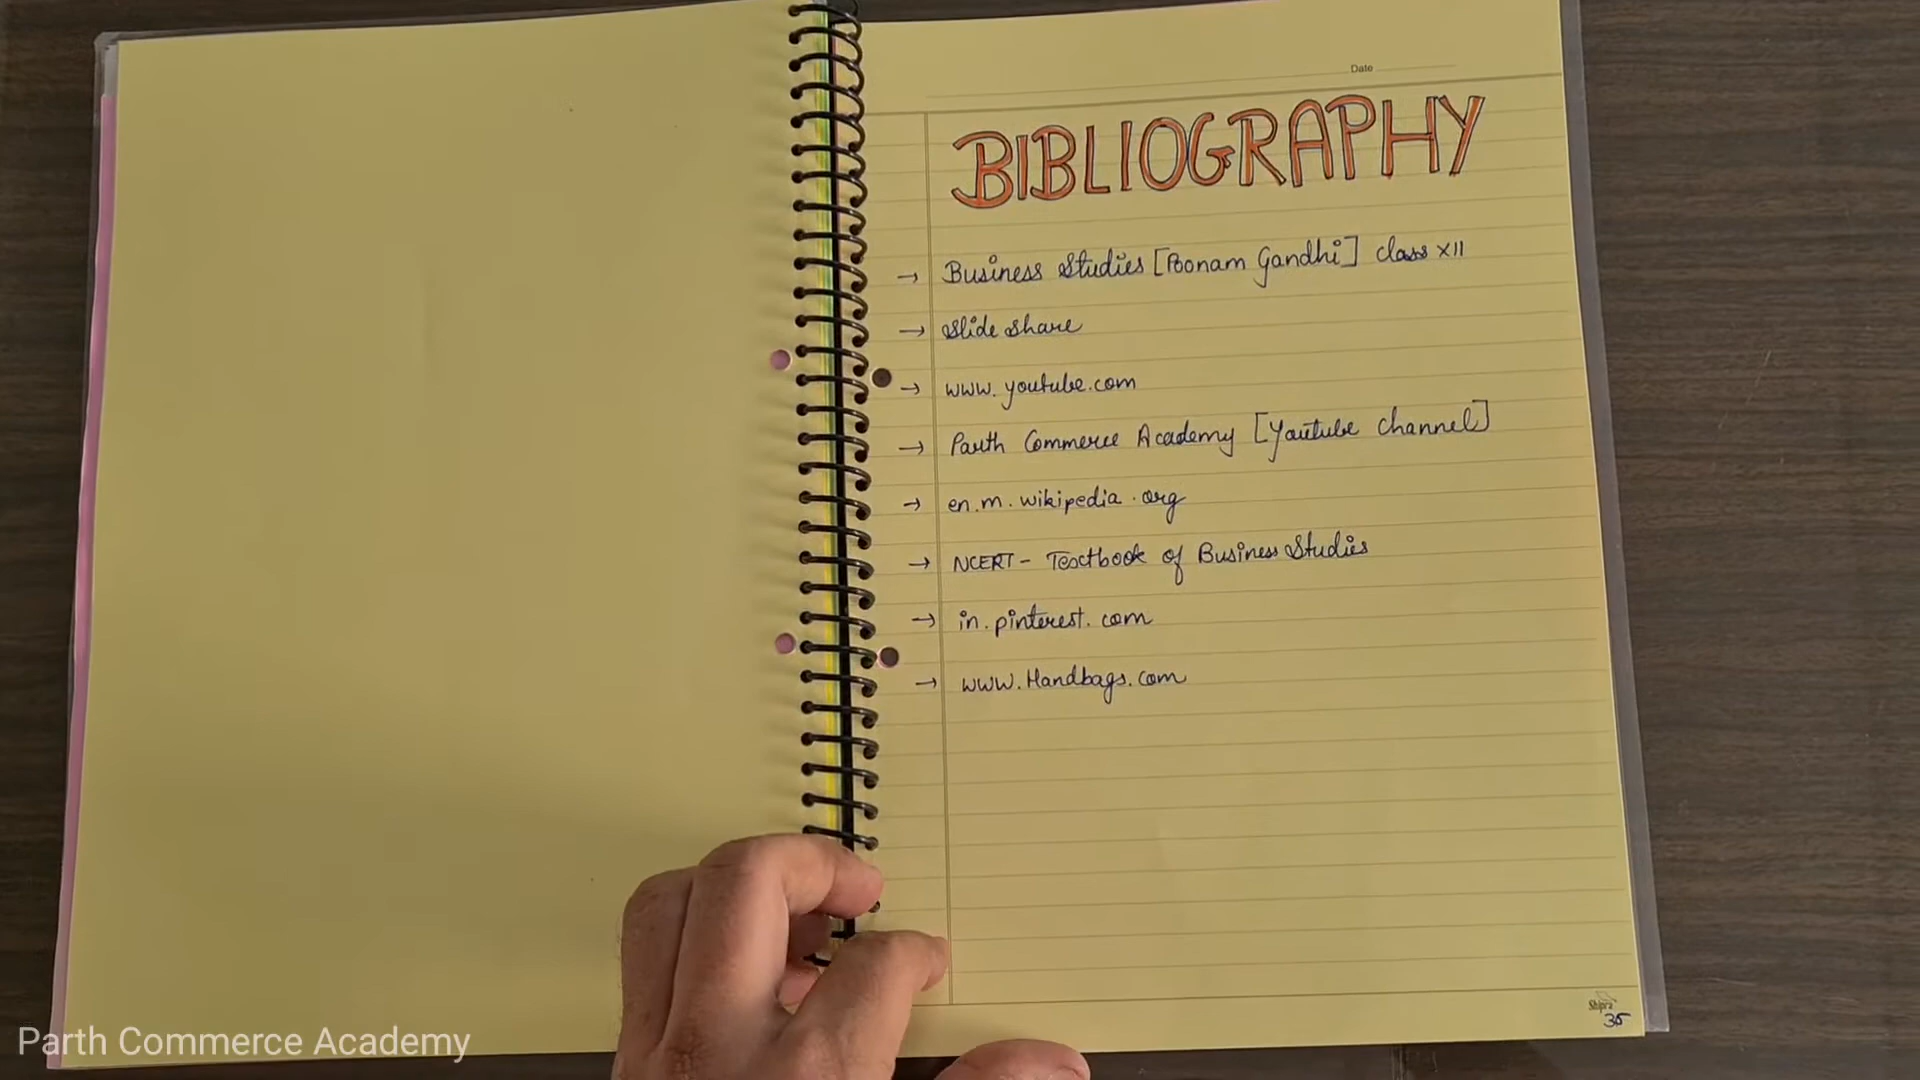 Date
BIBLIOGRAPHY
→ Business Studies [Poonam Gandhi] class XII
→ Slide Share
→ www.youtube.com
→ Parth Commerce Academy [Youtube Channel]
→ en.m.wikipedia.org
→ NCERT - Textbook of Business Studies
→ in.pinterest.com
→ www.Handbags.com
Shipra
35
Parth Commerce Academy